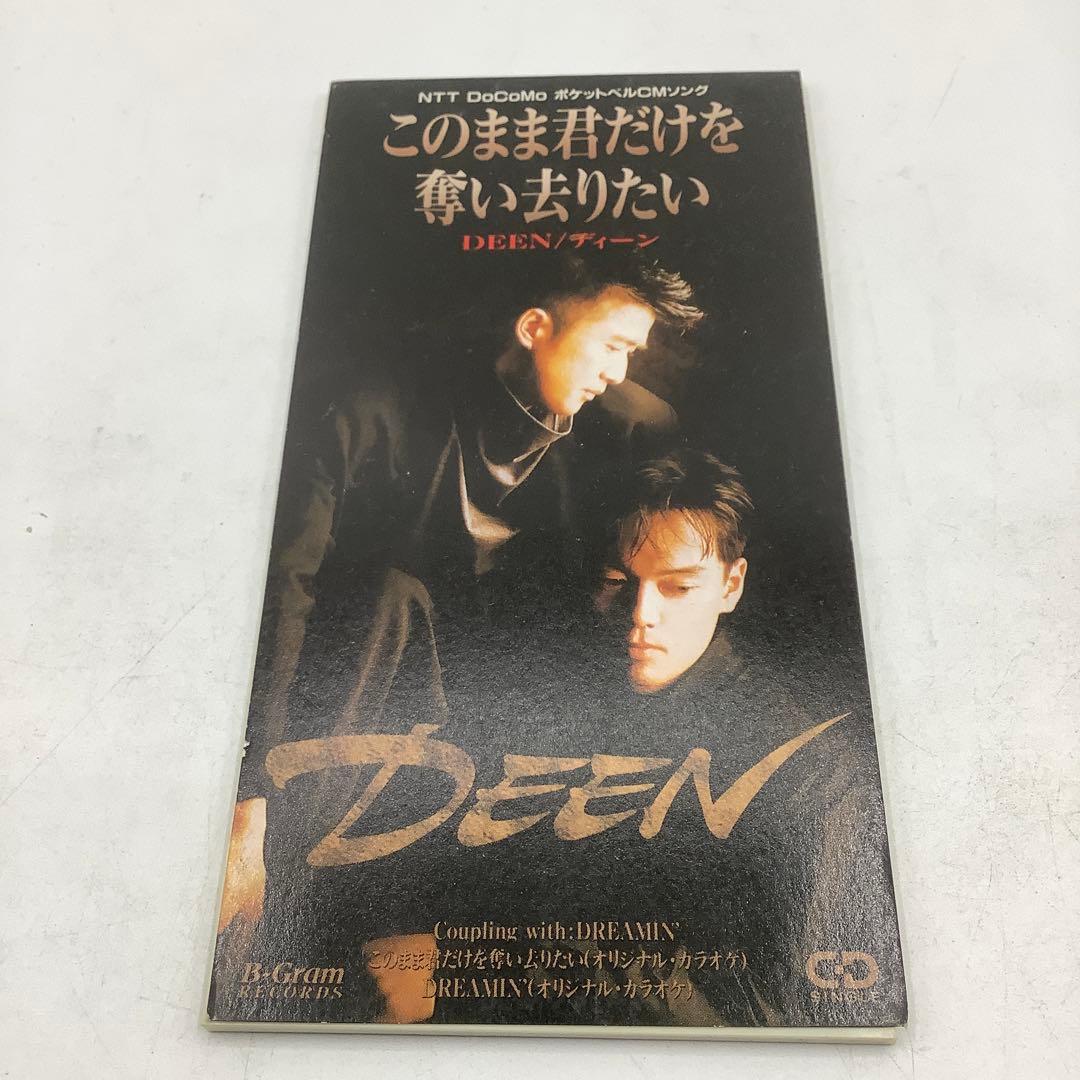 NTT DoCoMo ポケットベルCMソング
このまま君だけを
奪い去りたい
DEEN/ディーン
DEEN
Coupling with:DREAMIN'
このまま君だけを奪い去りたい(オリジナル・カラオケ)
DREAMIN'(オリジナル・カラオケ)
B-Gram
RECORDS
CD
SINGLE